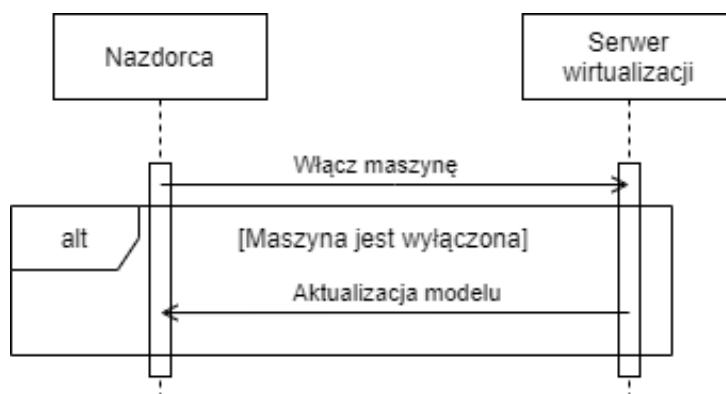 Nazdorca
Serwer
wirtualizacji
Włącz maszynę
alt
[Maszyna jest wyłączona]
Aktualizacja modelu